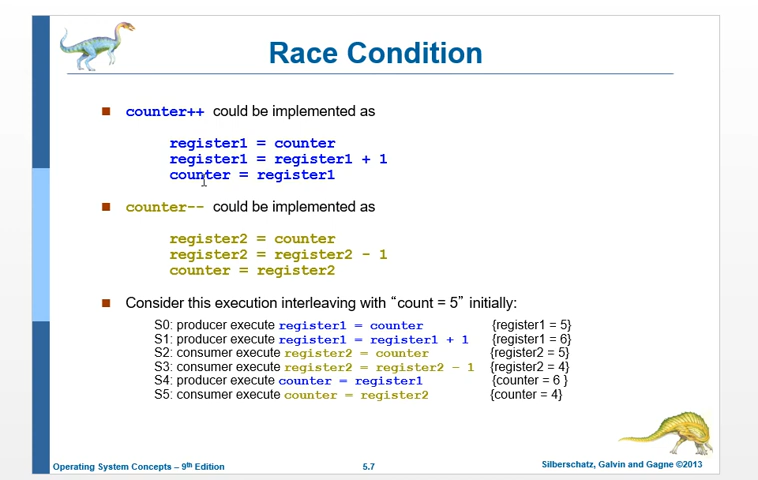 Race Condition
counter++ could be implemented as
register1 = counter
register1 = register1 + 1
counter = register1
counter-- could be implemented as
register2 = counter
register2 = register2 - 1
counter = register2
Consider this execution interleaving with “count = 5” initially:
S0: producer execute register1 = counter {register1 = 5}
S1: producer execute register1 = register1 + 1 {register1 = 6}
S2: consumer execute register2 = counter {register2 = 5}
S3: consumer execute register2 = register2 - 1 {register2 = 4}
S4: producer execute counter = register1 {counter = 6 }
S5: consumer execute counter = register2 {counter = 4}
Operating System Concepts – 9th Edition 5.7 Silberschatz, Galvin and Gagne ©2013